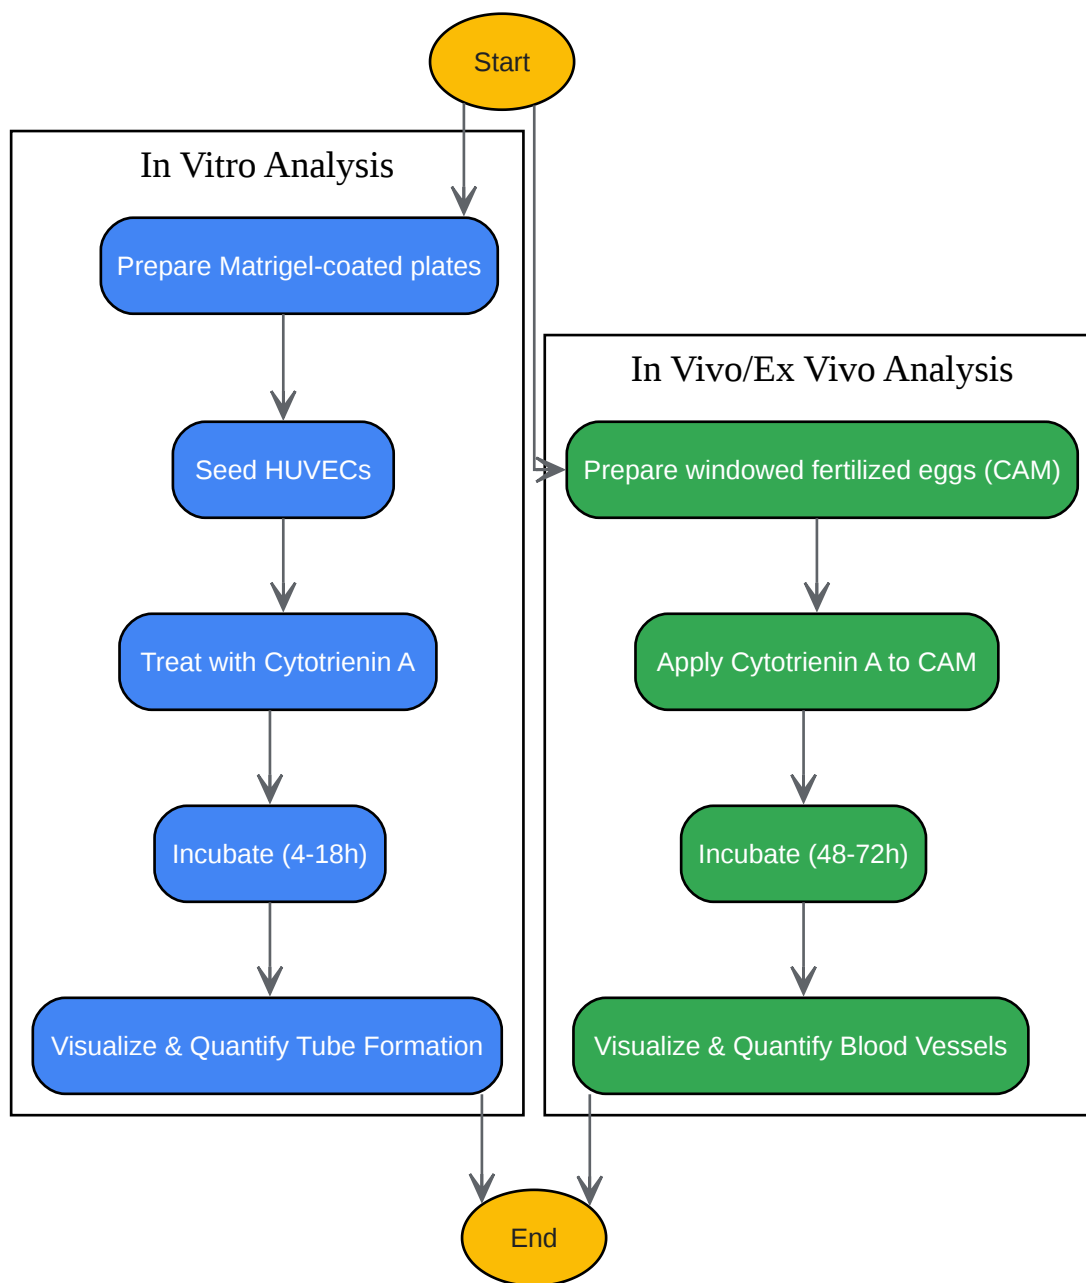 Start
In Vitro Analysis
Prepare Matrigel-coated plates
Seed HUVECs
Treat with Cytotrienin A
Incubate (4-18h)
Visualize & Quantify Tube Formation
In Vivo/Ex Vivo Analysis
Prepare windowed fertilized eggs (CAM)
Apply Cytotrienin A to CAM
Incubate (48-72h)
Visualize & Quantify Blood Vessels
End